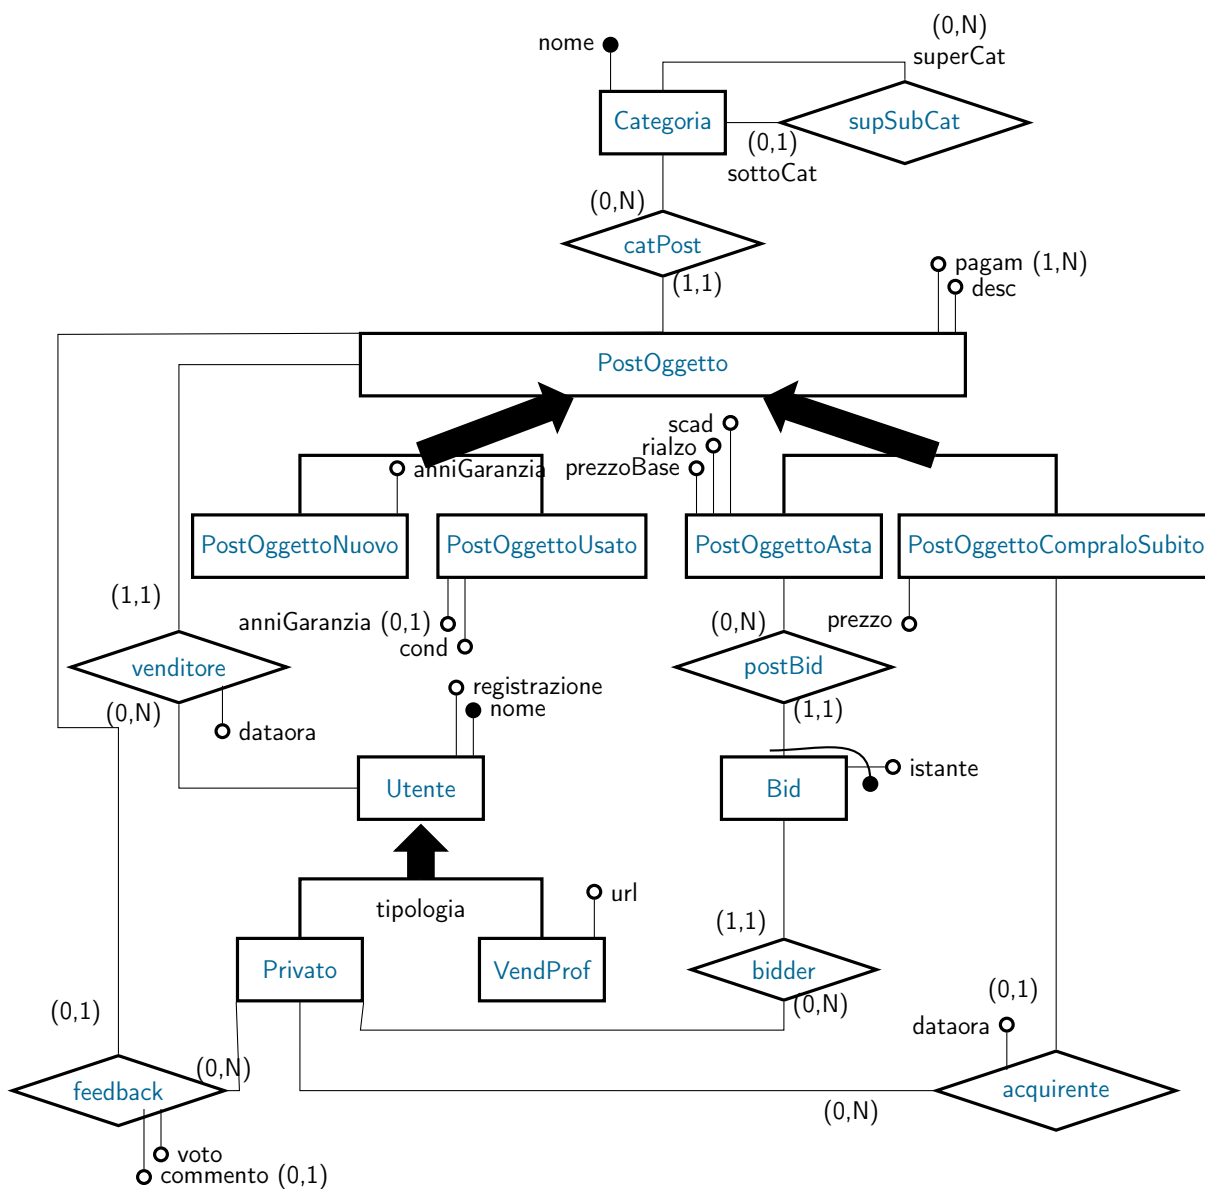 (0,N)
nome
superCat
Categoria
supSubCat
(0,1)
sottoCat
(0,N)
catPost
(1,1)
pagam (1,N)
desc
PostOggetto
scad
rialzo
anniGaranzia
prezzoBase
PostOggettoNuovo
PostOggettoUsato
PostOggettoAsta
PostOggettoCompraloSubito
(1,1)
anniGaranzia (0,1)
cond
(0,N)
prezzo
venditore
postBid
registrazione
nome
(0,N)
(1,1)
dataora
istante
Utente
Bid
url
tipologia
(1,1)
Privato
VendProf
bidder
(0,1)
(0,N)
(0,1)
dataora
(0,N)
feedback
acquirente
(0,N)
voto
commento (0,1)